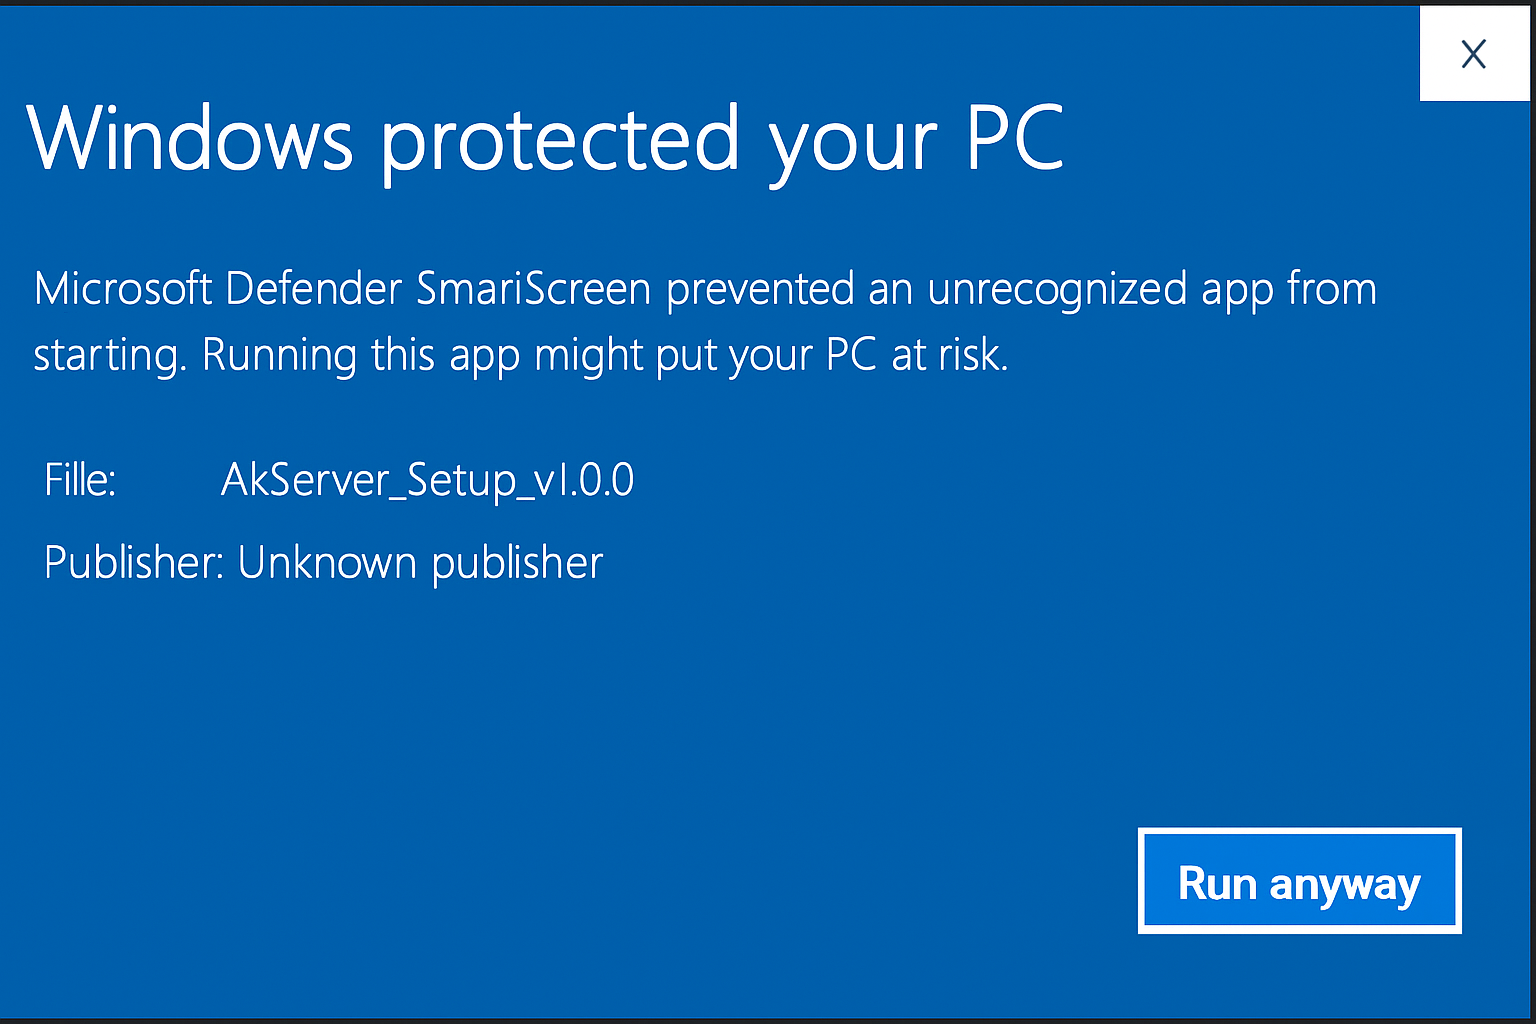 X
Windows protected your PC
Microsoft Defender SmariScreen prevented an unrecognized app from
starting. Running this app might put your PC at risk.
Fille: AkServer_Setup_v1.0.0
Publisher: Unknown publisher
Run anyway